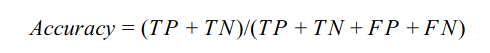 Accuracy = (TP + TN)/(TP + TN + FP + FN)